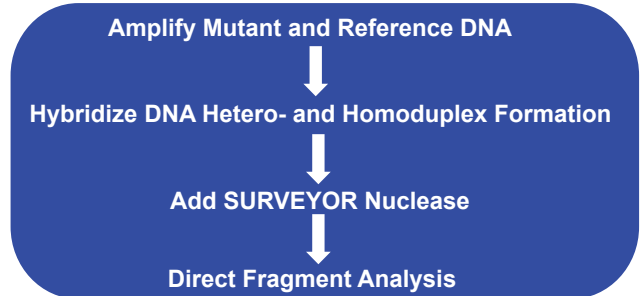 Amplify Mutant and Reference DNA
Hybridize DNA Hetero- and Homoduplex Formation
Add SURVEYOR Nuclease
Direct Fragment Analysis